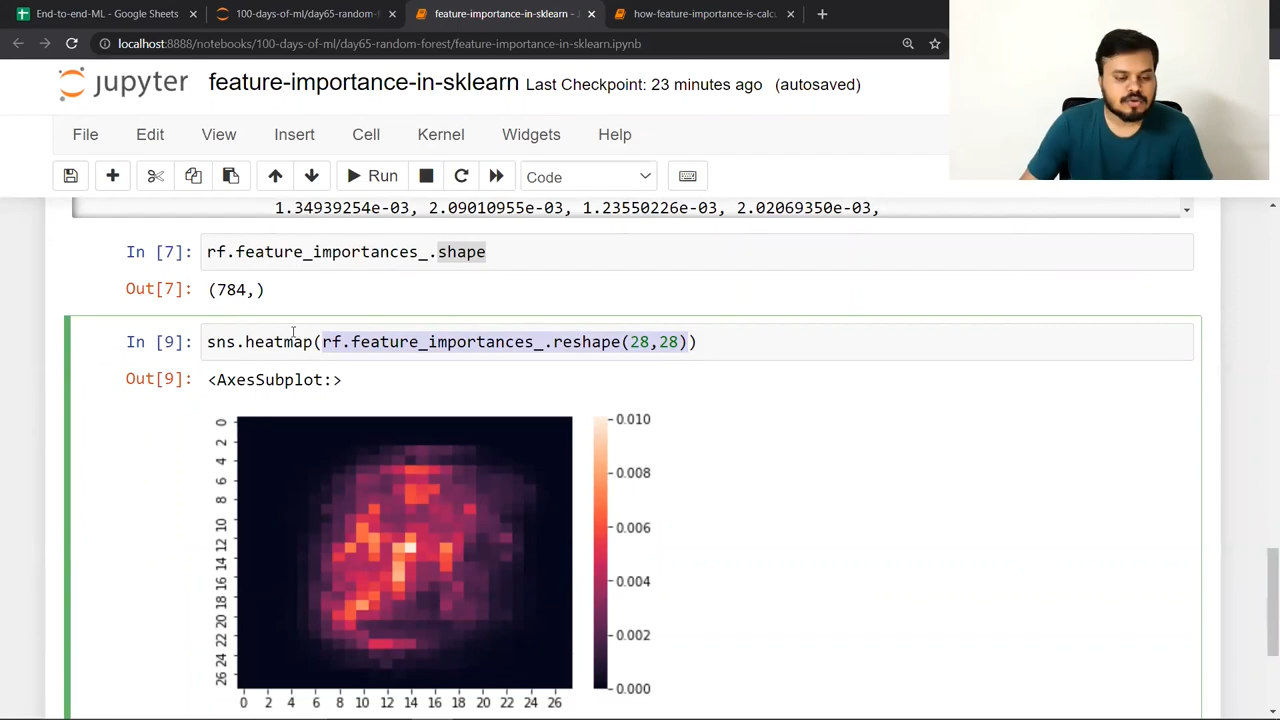 End-to-end-ML - Google Sheets
100-days-of-ml/day65-random-
feature-importance-in-sklearn -
how-feature-importance-is-calc
localhost:8888/notebooks/100-days-of-ml/day65-random-forest/feature-importance-in-sklearn.ipynb
jupyter feature-importance-in-sklearn Last Checkpoint: 23 minutes ago (autosaved)
File Edit View Insert Cell Kernel Widgets Help
Run Code
1.34939254e-03, 2.09010955e-03, 1.23550226e-03, 2.02069350e-03,
In [7]: rf.feature_importances_.shape
Out[7]: (784,)
In [9]: sns.heatmap(rf.feature_importances_.reshape(28,28))
Out[9]: <AxesSubplot:>
0
2
4
6
8
10
12
14
16
18
20
22
24
26
0 2 4 6 8 10 12 14 16 18 20 22 24 26
0.010
0.008
0.006
0.004
0.002
0.000